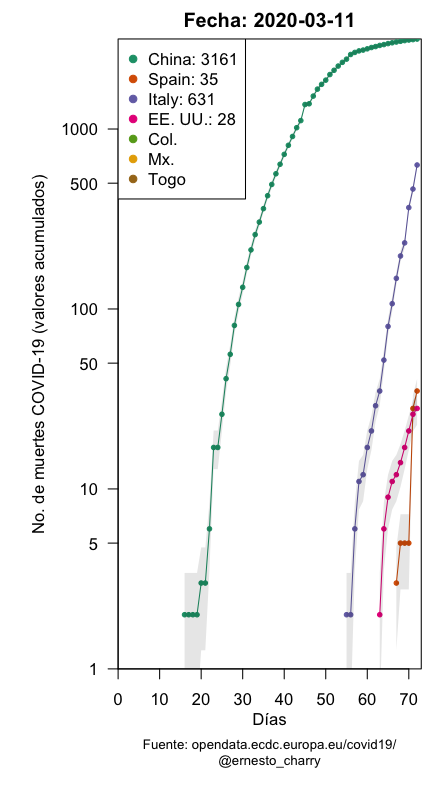 Fecha: 2020-03-11
China: 3161
Spain: 35
Italy: 631
EE. UU.: 28
Col.
Mx.
Togo
No. de muertes COVID-19 (valores acumulados)
1000
500
100
50
10
5
1
0 10 20 30 40 50 60 70
Días
Fuente: opendata.ecdc.europa.eu/covid19/
@ernesto_charry